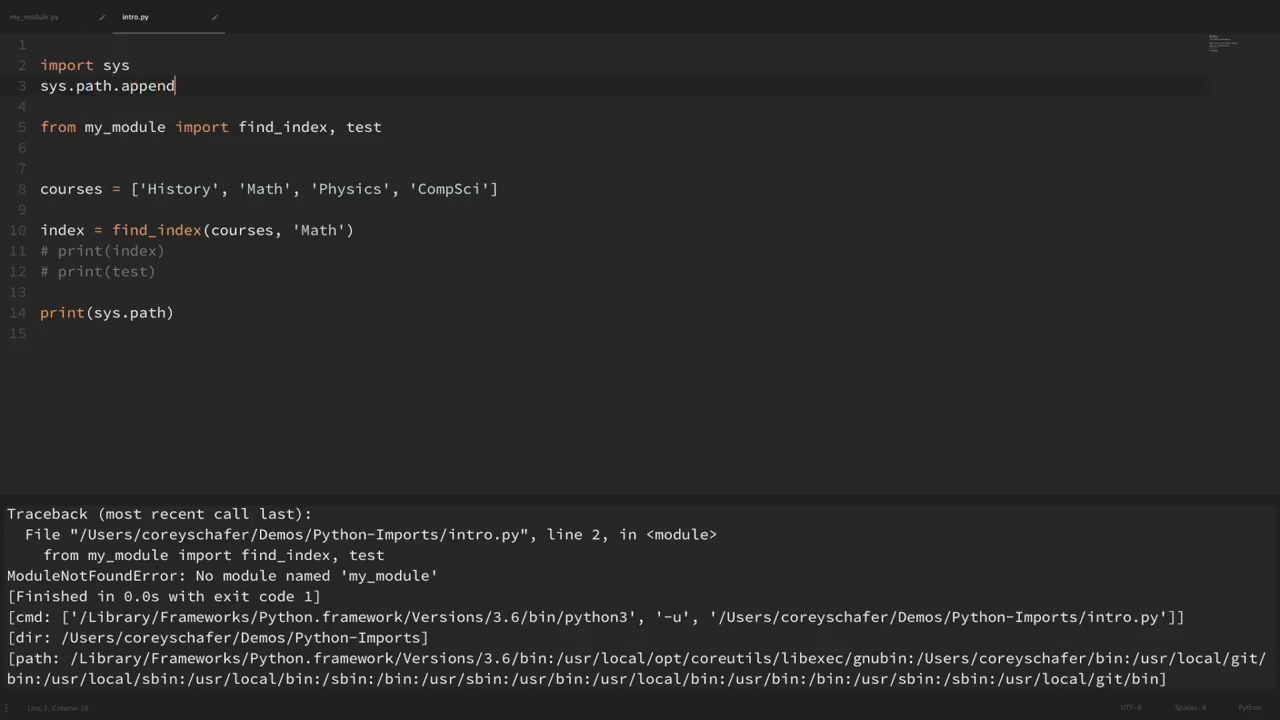 my_module.py
intro.py
1
2 import sys
3 sys.path.append
4
5 from my_module import find_index, test
6
7
8 courses = ['History', 'Math', 'Physics', 'CompSci']
9
10 index = find_index(courses, 'Math')
11 # print(index)
12 # print(test)
13
14 print(sys.path)
15
Traceback (most recent call last):
File "/Users/coreyschafer/Demos/Python-Imports/intro.py", line 2, in <module>
from my_module import find_index, test
ModuleNotFoundError: No module named 'my_module'
[Finished in 0.0s with exit code 1]
[cmd: ['/Library/Frameworks/Python.framework/Versions/3.6/bin/python3', '-u', '/Users/coreyschafer/Demos/Python-Imports/intro.py']]
[dir: /Users/coreyschafer/Demos/Python-Imports]
[path: /Library/Frameworks/Python.framework/Versions/3.6/bin:/usr/local/opt/coreutils/libexec/gnubin:/Users/coreyschafer/bin:/usr/local/git/
bin:/usr/local/sbin:/usr/local/bin:/sbin:/usr/local/bin:/usr/local/bin:/usr/bin:/bin:/usr/sbin:/sbin:/usr/local/git/bin]
Line 3, Column 16
UTF-8
Spaces: 4
Python